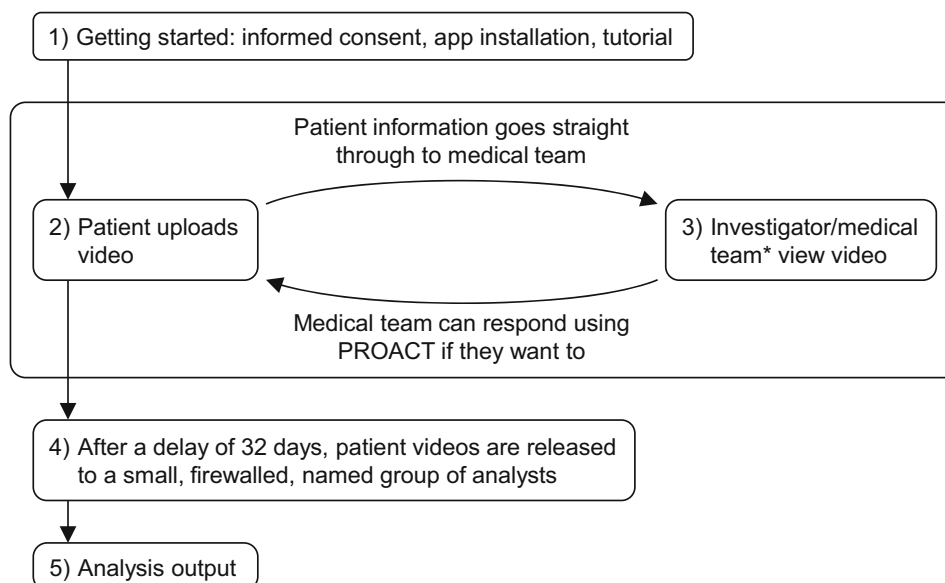 1) Getting started: informed consent, app installation, tutorial
Patient information goes straight
through to medical team
2) Patient uploads
video
3) Investigator/medical
team* view video
Medical team can respond using
PROACT if they want to
4) After a delay of 32 days, patient videos are released
to a small, firewalled, named group of analysts
5) Analysis output